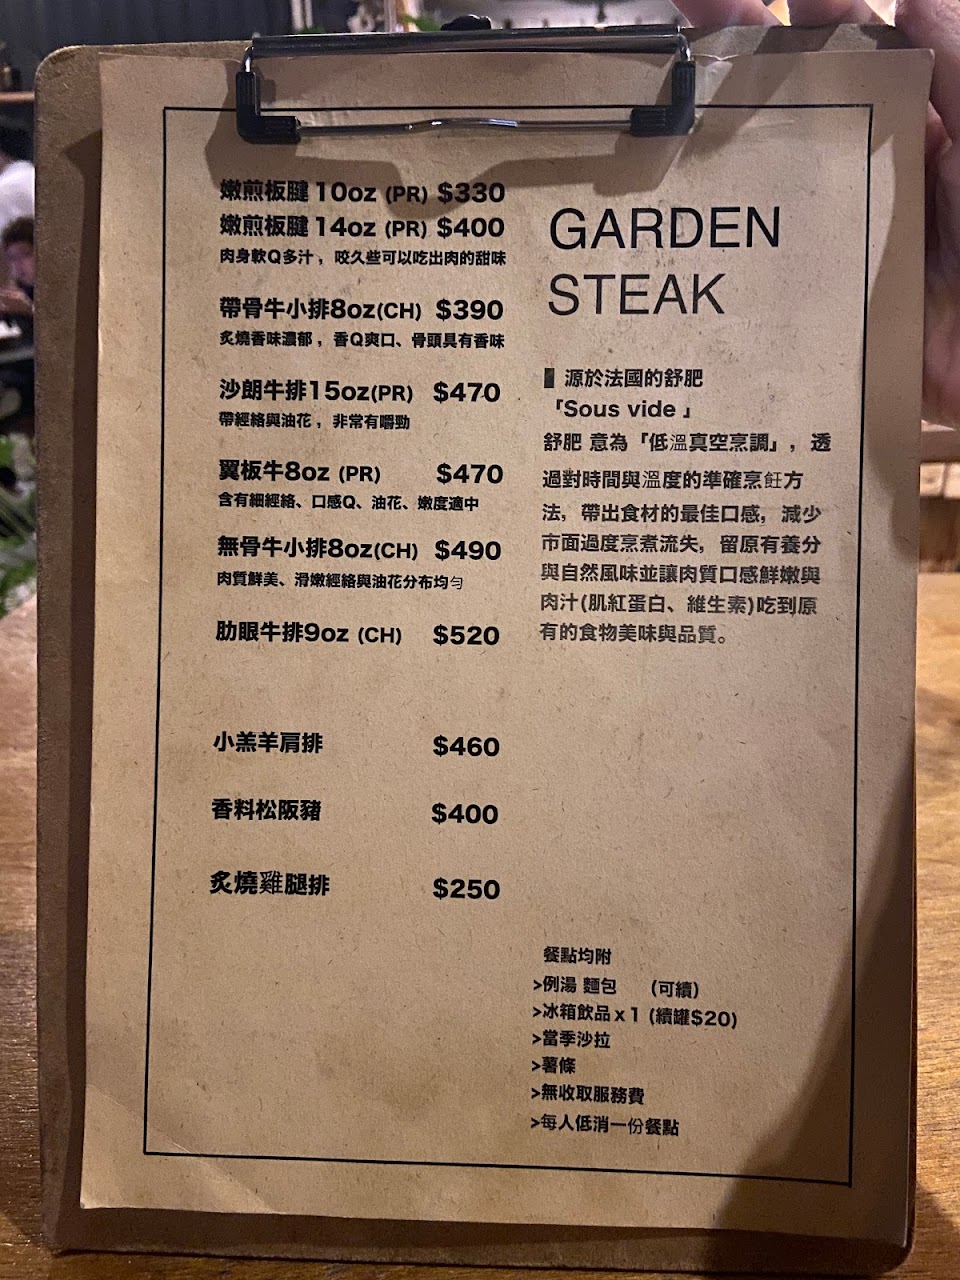 嫩煎板腱 10oz (PR) $330
嫩煎板腱 14oz (PR) $400
肉身軟Q多汁，咬久些可以吃出肉的甜味
帶骨牛小排8oz(CH) $390
炙燒香味濃郁，香Q爽口、骨頭具有香味
沙朗牛排15oz(PR) $470
帶經絡與油花，非常有嚼勁
翼板牛8oz (PR) $470
含有細經絡、口感Q、油花、嫩度適中
無骨牛小排8oz(CH) $490
肉質鮮美、滑嫩經絡與油花分布均勻
肋眼牛排9oz (CH) $520
小羔羊肩排 $460
香料松阪豬 $400
炙燒雞腿排 $250
GARDEN
STEAK
源於法國的舒肥
「Sous vide 」
舒肥 意為「低溫真空烹調」，透
過對時間與溫度的準確烹飪方
法，帶出食材的最佳口感，減少
市面過度烹煮流失，留原有養分
與自然風味並讓肉質口感鮮嫩與
肉汁(肌紅蛋白、維生素)吃到原
有的食物美味與品質。
餐點均附
>例湯 麵包 (可續)
>冰箱飲品 x 1 (續罐$20)
>當季沙拉
>薯條
>無收取服務費
>每人低消一份餐點